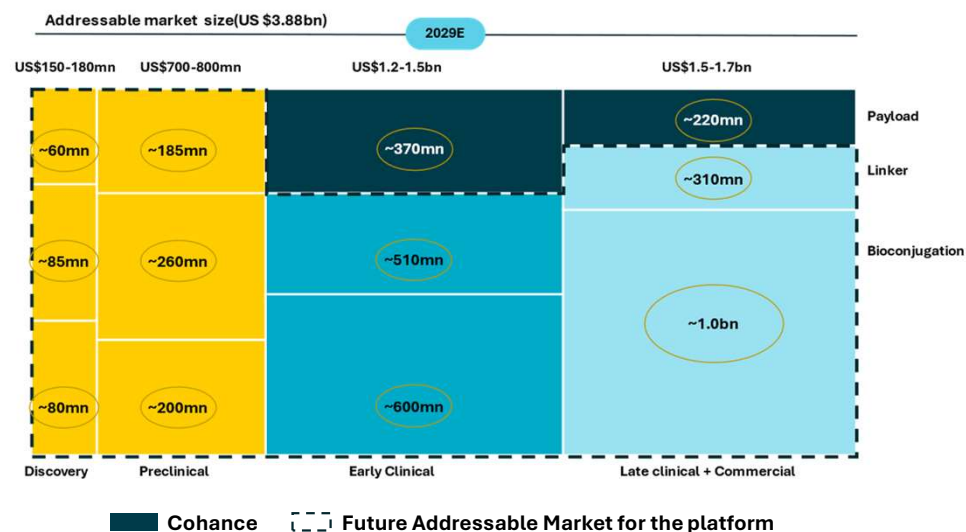 Addressable market size(US $3.88bn)
2029E
US$150-180mn US$700-800mn US$1.2-1.5bn US$1.5-1.7bn
Payload
~60mn ~185mn ~370mn ~220mn
Linker
~310mn
Bioconjugation
~85mn ~260mn ~510mn
~1.0bn
~80mn ~200mn ~600mn
Discovery Preclinical Early Clinical Late clinical + Commercial
Cohance Future Addressable Market for the platform